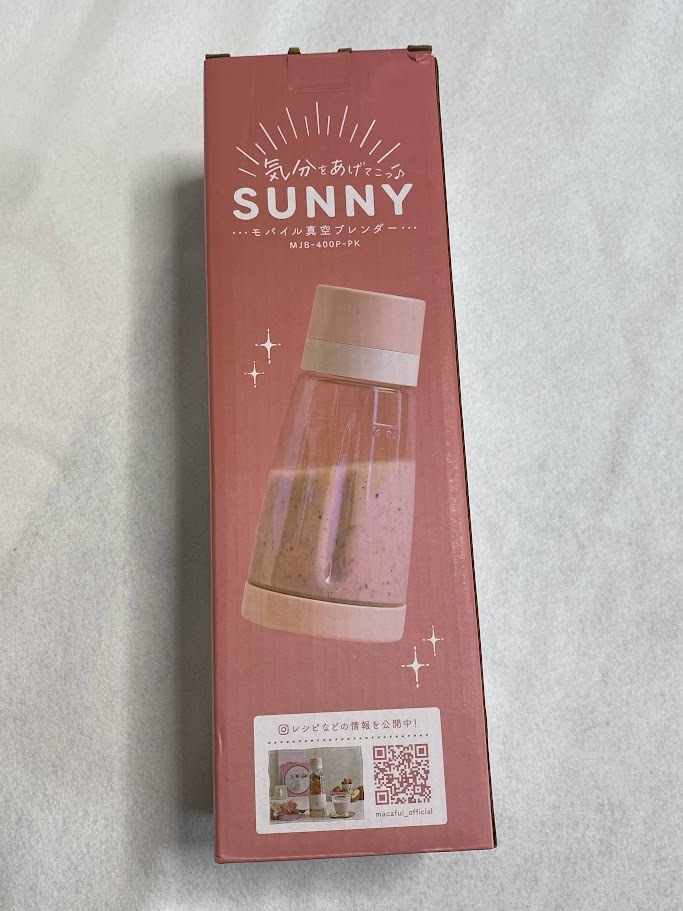 気分をあげてこっ♪
SUNNY
･･･モバイル真空ブレンダー･･･
MJB-400P-PK
レシピなどの情報を公開中!
macaful_official